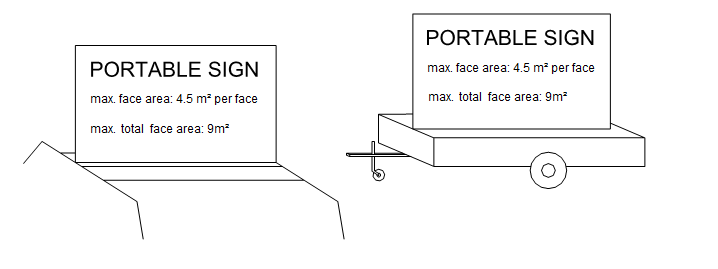 PORTABLE SIGN
max. face area: 4.5 m² per face
max. total face area: 9m²
PORTABLE SIGN
max. face area: 4.5 m² per face
max. total face area: 9m²